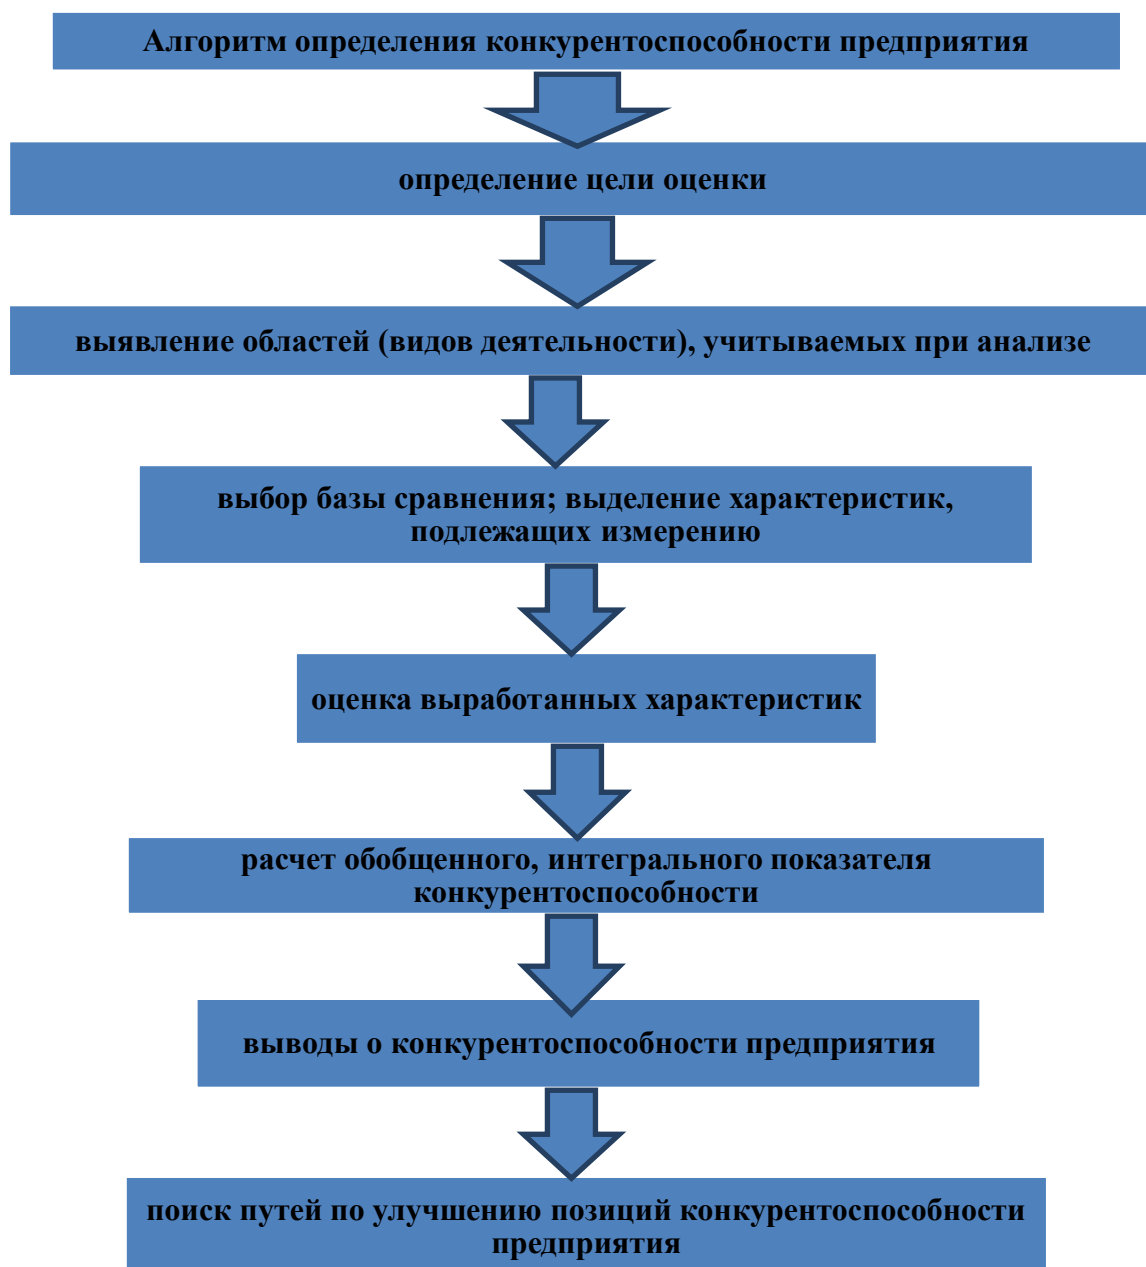 Алгоритм определения конкурентоспособности предприятия
определение цели оценки
выявление областей (видов деятельности), учитываемых при анализе
выбор базы сравнения; выделение характеристик,
подлежащих измерению
оценка выработанных характеристик
расчет обобщенного, интегрального показателя
конкурентоспособности
выводы о конкурентоспособности предприятия
поиск путей по улучшению позиций конкурентоспособности
предприятия